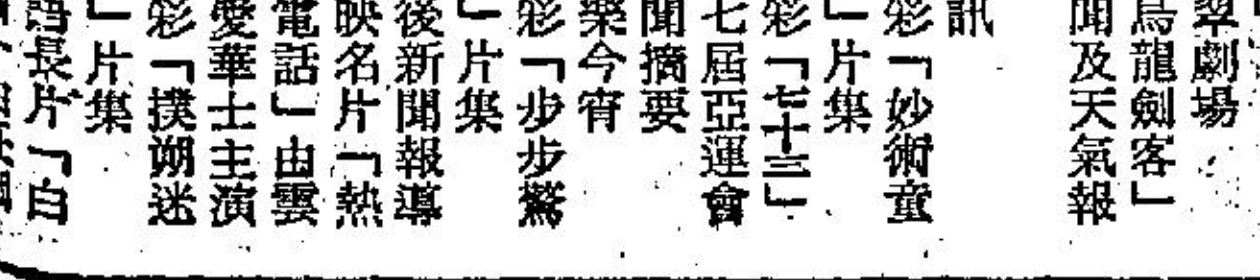 翠劇場
烏龍劍客」
聞及天氣報
訊
彩「妙術童
」片集
彩「七十三」
七屆亞運會
聞摘要
樂今宵
彩「步步驚
」片集
後新聞報導
映名片「熱
電話」由雲
愛華士主演
彩「撲朔迷
」片集
語長片「白